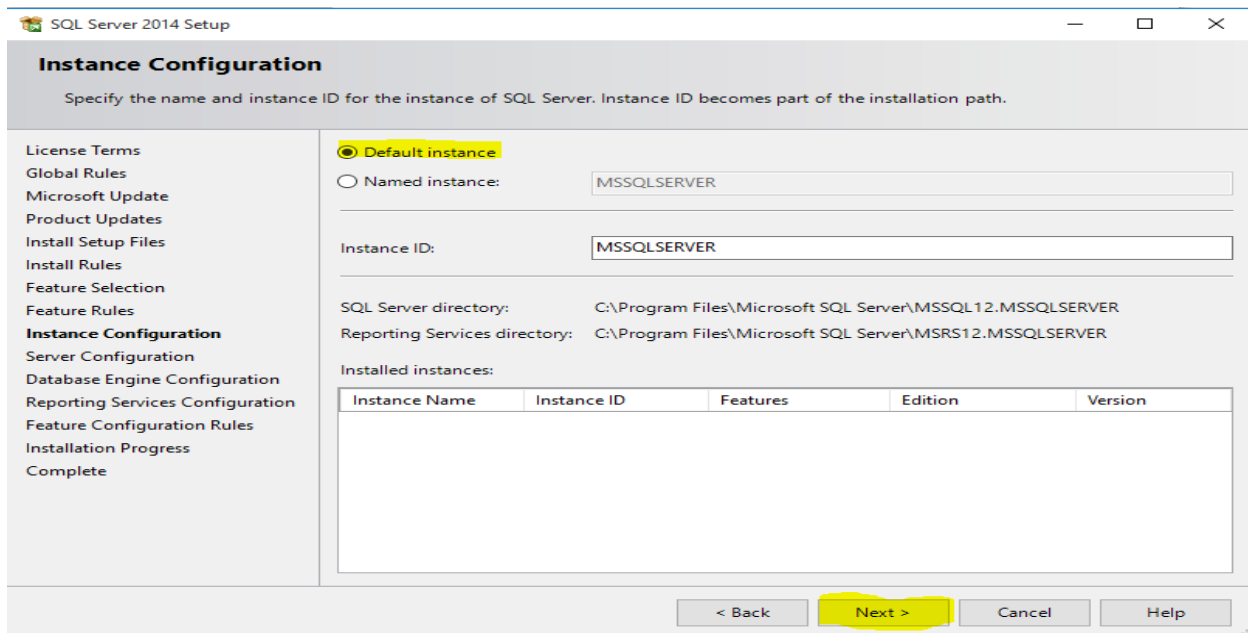 SQL Server 2014 Setup
Instance Configuration
Specify the name and instance ID for the instance of SQL Server. Instance ID becomes part of the installation path.
License Terms
Global Rules
Microsoft Update
Product Updates
Install Setup Files
Install Rules
Feature Selection
Feature Rules
Instance Configuration
Server Configuration
Database Engine Configuration
Reporting Services Configuration
Feature Configuration Rules
Installation Progress
Complete
Default instance
Named instance: MSSQLSERVER
Instance ID: MSSQLSERVER
SQL Server directory: C:\Program Files\Microsoft SQL Server\MSSQL12.MSSQLSERVER
Reporting Services directory: C:\Program Files\Microsoft SQL Server\MSRS12.MSSQLSERVER
Installed instances:
Instance Name Instance ID Features Edition Version
< Back Next > Cancel Help